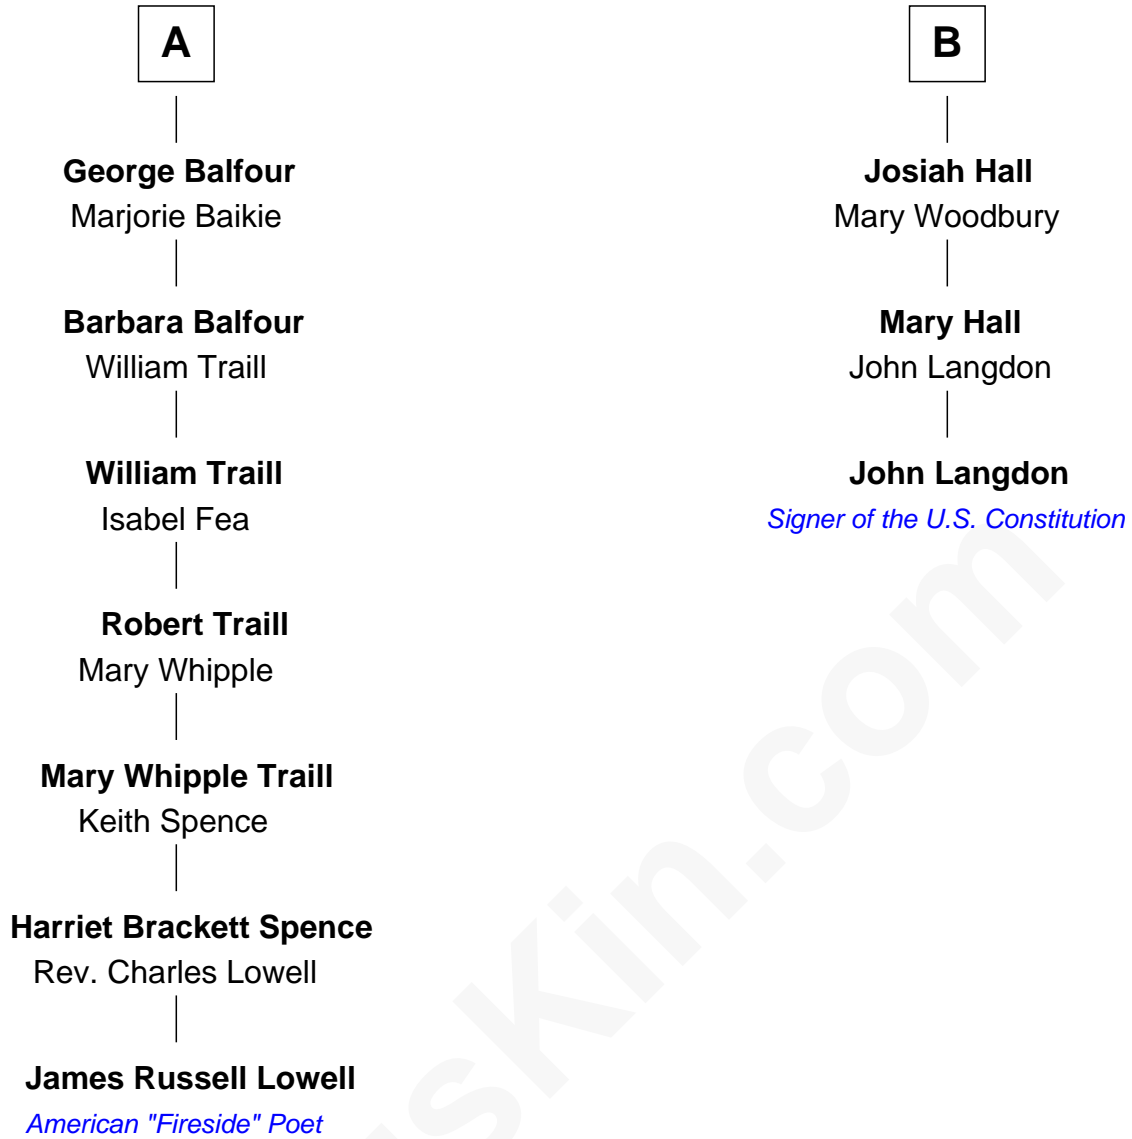 A
George Balfour
Marjorie Baikie
Barbara Balfour
William Traill
William Traill
Isabel Fea
Robert Traill
Mary Whipple
Mary Whipple Traill
Keith Spence
Harriet Brackett Spence
Rev. Charles Lowell
James Russell Lowell
American "Fireside" Poet
B
Josiah Hall
Mary Woodbury
Mary Hall
John Langdon
John Langdon
Signer of the U.S. Constitution
sKin.com